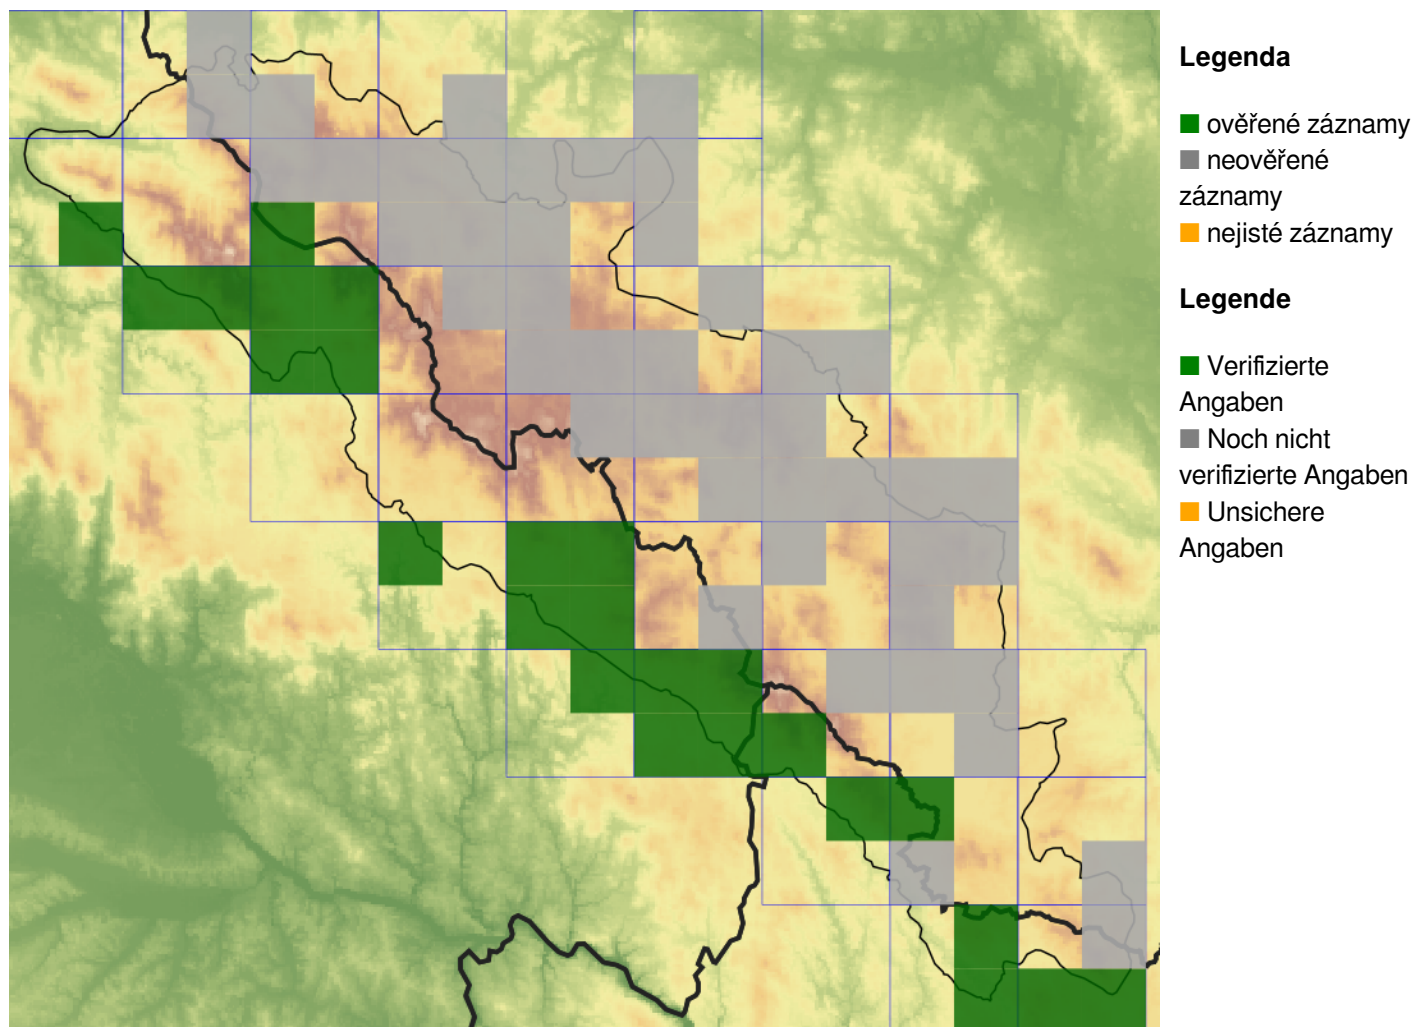 Legenda
ověřené záznamy
neověřené
záznamy
nejisté záznamy
Legende
Verifizierte
Angaben
Noch nicht
verifizierte Angaben
Unsichere
Angaben